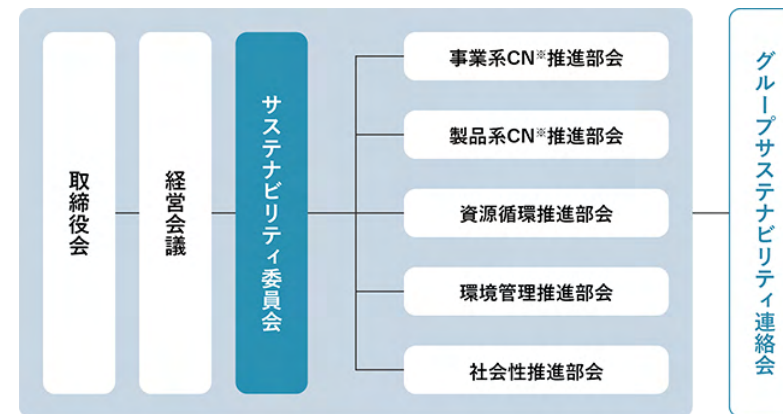 取締役会
経営会議
サステナビリティ委員会
事業系CN※推進部会
製品系CN※推進部会
資源循環推進部会
環境管理推進部会
社会性推進部会
グループサステナビリティ連絡会